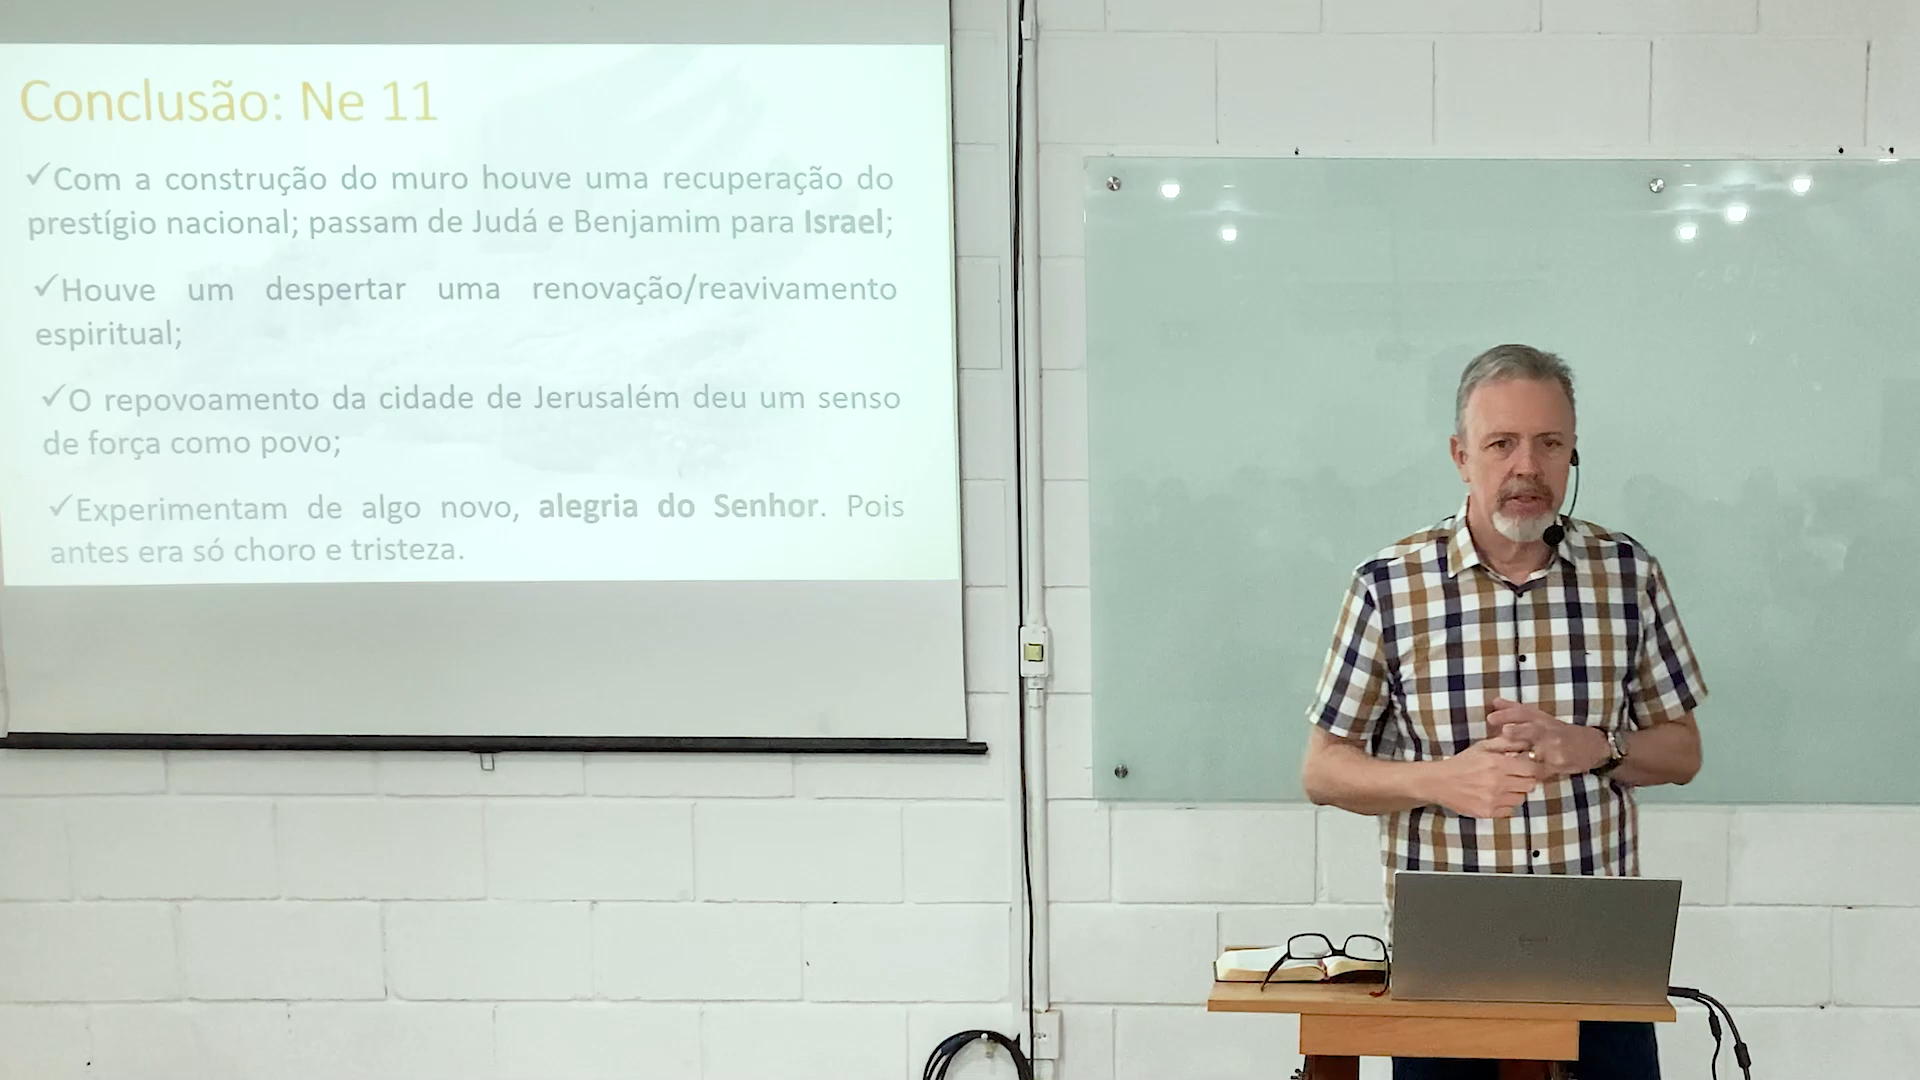 Conclusão: Ne 11
✓Com a construção do muro houve uma recuperação do
prestígio nacional; passam de Judá e Benjamim para Israel;
✓Houve um despertar uma renovação/reavivamento
espiritual;
✓O repovoamento da cidade de Jerusalém deu um senso
de força como povo;
✓Experimentam de algo novo, alegria do Senhor. Pois
antes era só choro e tristeza.